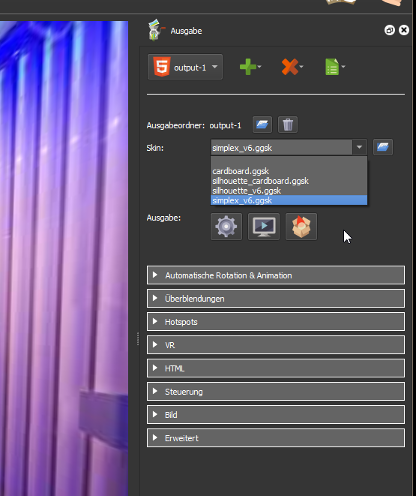 Ausgabe
5 output-1
Ausgabeordner: output-1
Skin: simplex_v6.ggsk
cardboard.ggsk
silhouette_cardboard.ggsk
silhouette_v6.ggsk
simplex_v6.ggsk
Ausgabe:
Automatische Rotation & Animation
Überblendungen
Hotspots
VR
HTML
Steuerung
Bild
Erweitert